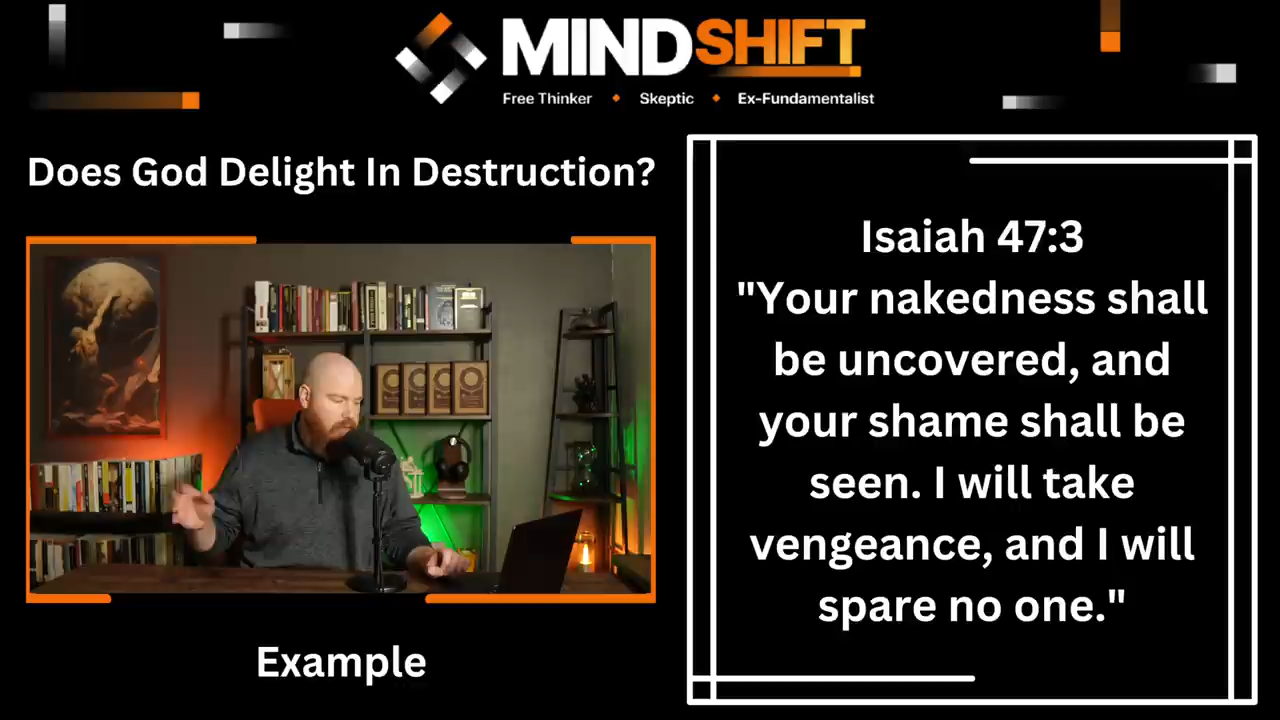 MINDSHIFT
Free Thinker ◆ Skeptic ◆ Ex-Fundamentalist
Does God Delight In Destruction?
Isaiah 47:3
"Your nakedness shall
be uncovered, and
your shame shall be
seen. I will take
vengeance, and I will
spare no one."
Example